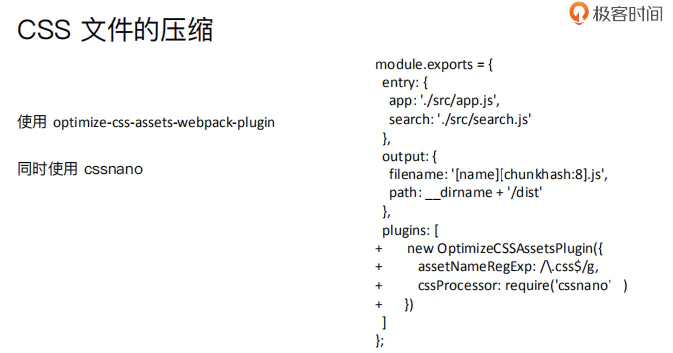 CSS 文件的压缩
极客时间
使用 optimize-css-assets-webpack-plugin
同时使用 cssnano
module.exports = {
entry: {
app: './src/app.js',
search: './src/search.js'
},
output: {
filename: '[name][chunkhash:8].js',
path: __dirname + '/dist'
},
plugins: [
+ new OptimizeCSSAssetsPlugin({
+ assetNameRegExp: /\.css$/g,
+ cssProcessor: require('cssnano’ )
+ })
]
};